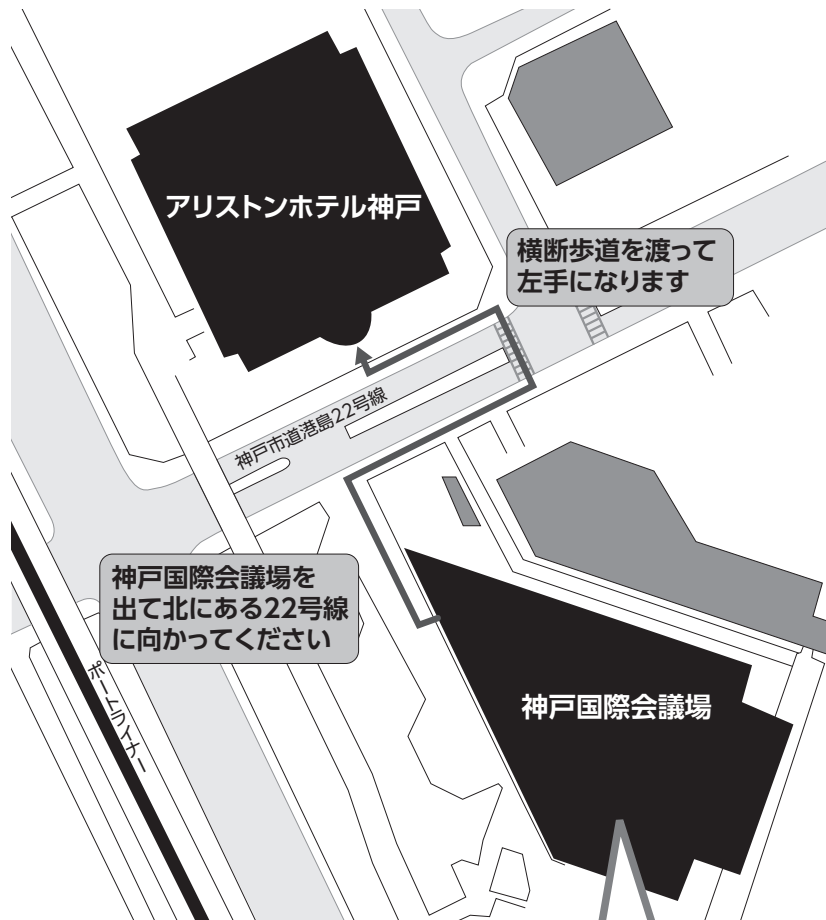 アリストンホテル神戸
横断歩道を渡って
左手になります
神戸市道港島22号線
神戸国際会議場を
出て北にある22号線
に向かってください
ポートライナー
神戸国際会議場